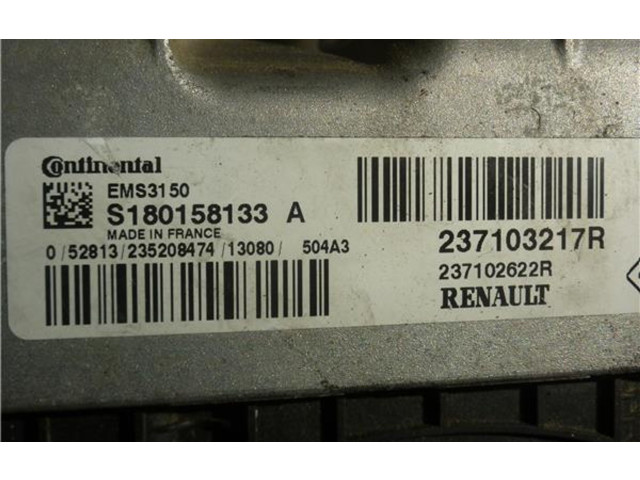 Continental
EMS3150
S180158133 A
MADE IN FRANCE
0/52813/235208474/13080/ 504A3
237103217R
237102622R
RENAULT